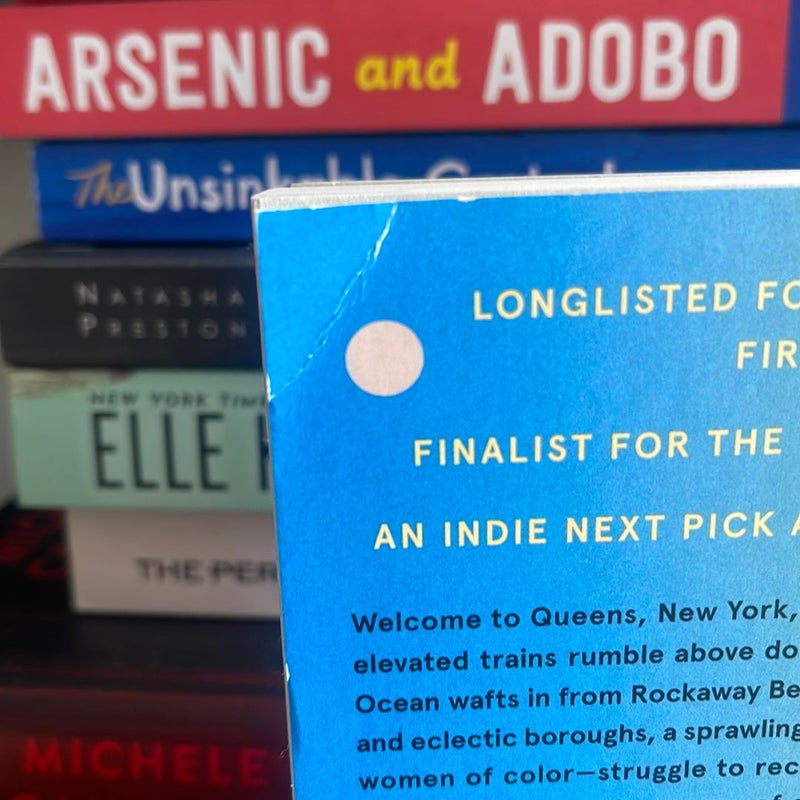 ARSENIC and ADOBO
The Unsinkable
NATASHA
PRESTON
NEW YORK TIM
ELLE
THE PER
MICHELE
LONGLISTED FO
FIR
FINALIST FOR THE
AN INDIE NEXT PICK A
Welcome to Queens, New York,
elevated trains rumble above do
Ocean wafts in from Rockaway Be
and eclectic boroughs, a sprawling
women of color—struggle to rec